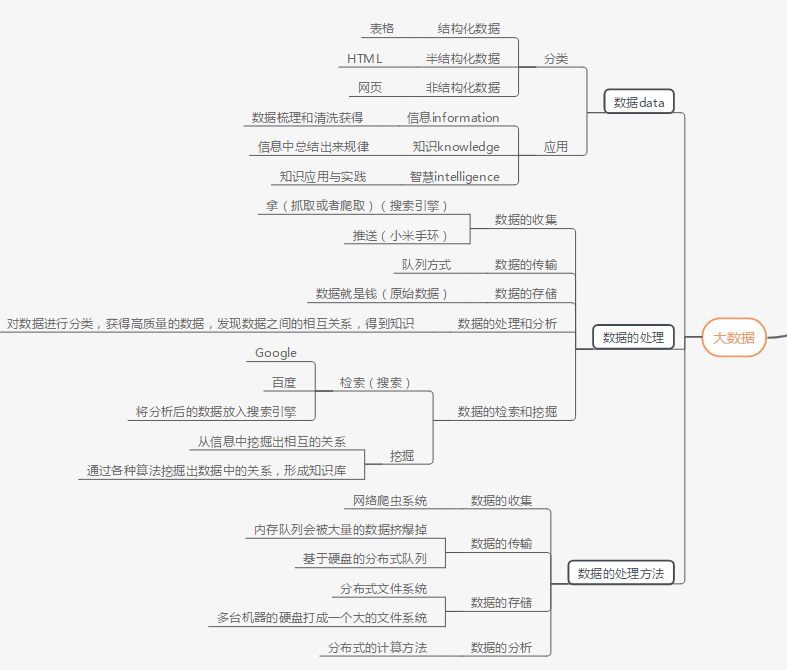 表格
结构化数据
HTML
半结构化数据
分类
网页
非结构化数据
数据data
数据梳理和清洗获得
信息information
信息中总结出来规律
知识knowledge
应用
知识应用与实践
智慧intelligence
拿（抓取或者爬取）（搜索引擎）
数据的收集
推送（小米手环）
队列方式
数据的传输
数据就是钱（原始数据）
数据的存储
对数据进行分类，获得高质量的数据，发现数据之间的相互关系，得到知识
数据的处理和分析
数据的处理
大数据
Google
百度
检索（搜索）
将分析后的数据放入搜索引擎
数据的检索和挖掘
从信息中挖掘出相互的关系
挖掘
通过各种算法挖掘出数据中的关系，形成知识库
网络爬虫系统
数据的收集
内存队列会被大量的数据挤爆掉
数据的传输
基于硬盘的分布式队列
数据的处理方法
分布式文件系统
数据的存储
多台机器的硬盘打成一个大的文件系统
分布式的计算方法
数据的分析